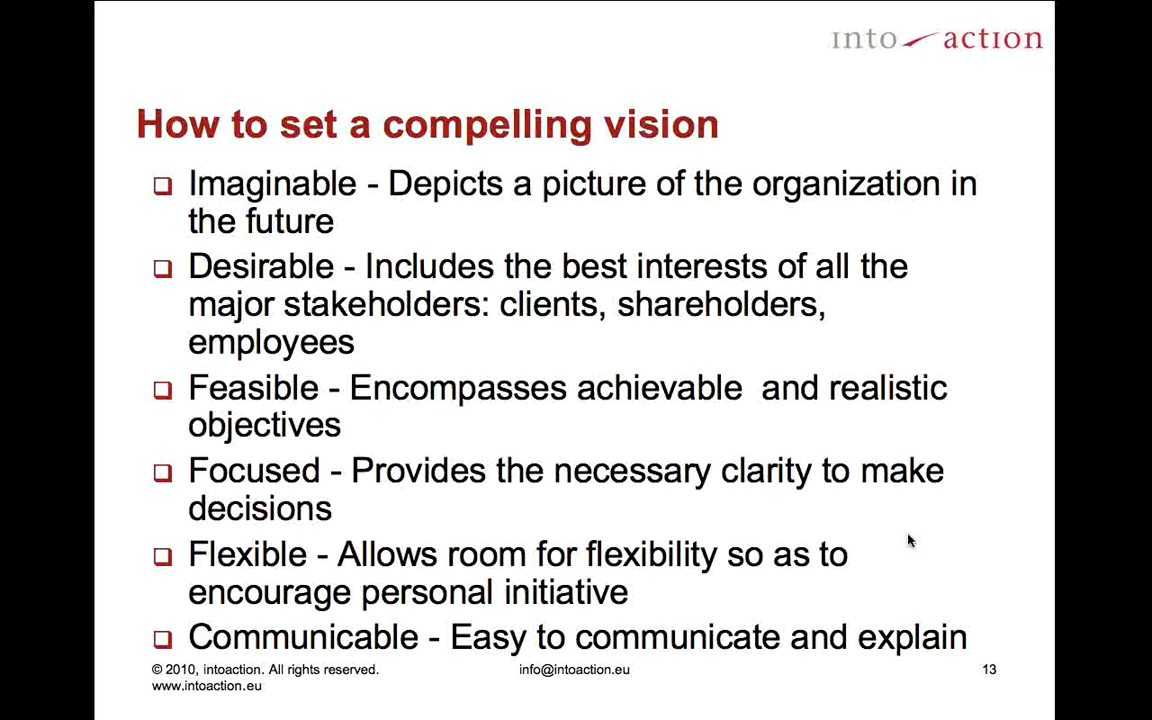 into action
How to set a compelling vision
❑ Imaginable - Depicts a picture of the organization in
the future
❑ Desirable - Includes the best interests of all the
major stakeholders: clients, shareholders,
employees
❑ Feasible - Encompasses achievable  and realistic
objectives
❑ Focused - Provides the necessary clarity to make
decisions
❑ Flexible - Allows room for flexibility so as to
encourage personal initiative
❑ Communicable - Easy to communicate and explain
© 2010, intoaction. All rights reserved. info@intoaction.eu 13
www.intoaction.eu